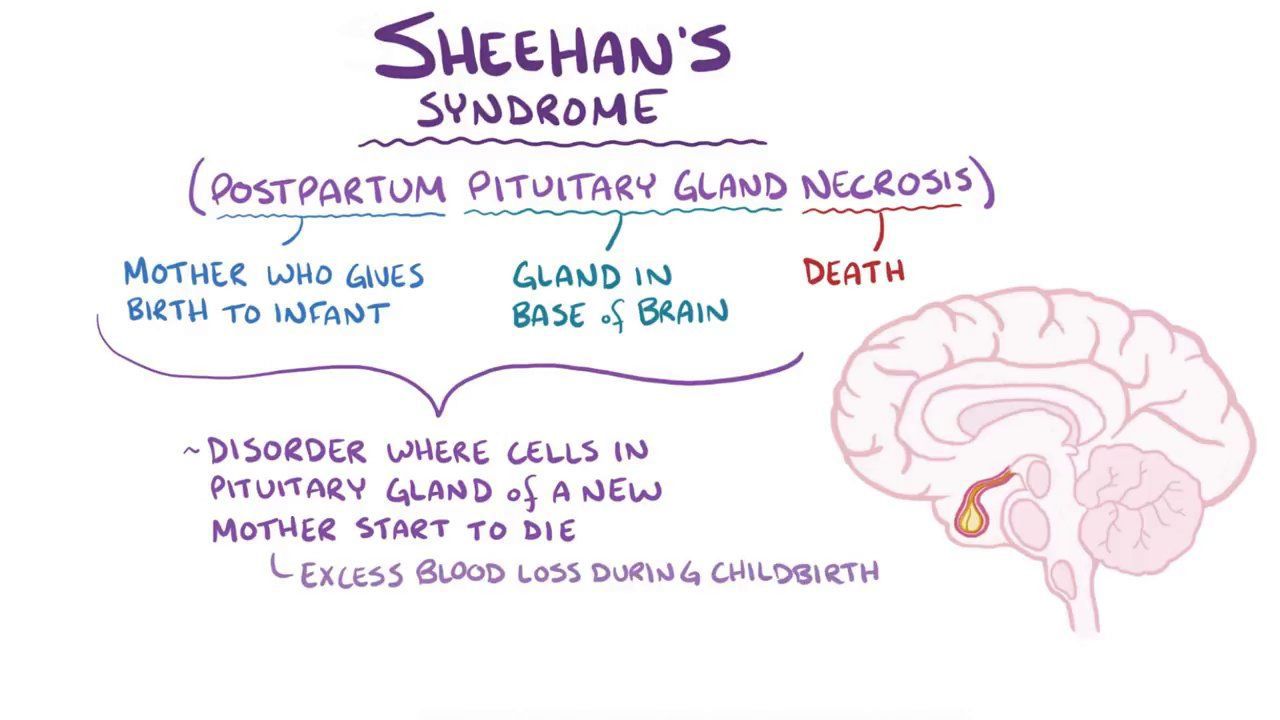 SHEEHAN'S
SYNDROME
(POSTPARTUM PITUITARY GLAND NECROSIS)
MOTHER WHO GIVES
BIRTH TO INFANT
GLAND IN
BASE of BRAIN
DEATH
~ DISORDER WHERE CELLS IN
PITUITARY GLAND of A NEW
MOTHER START TO DIE
EXCESS BLOOD LOSS DURING CHILDBIRTH